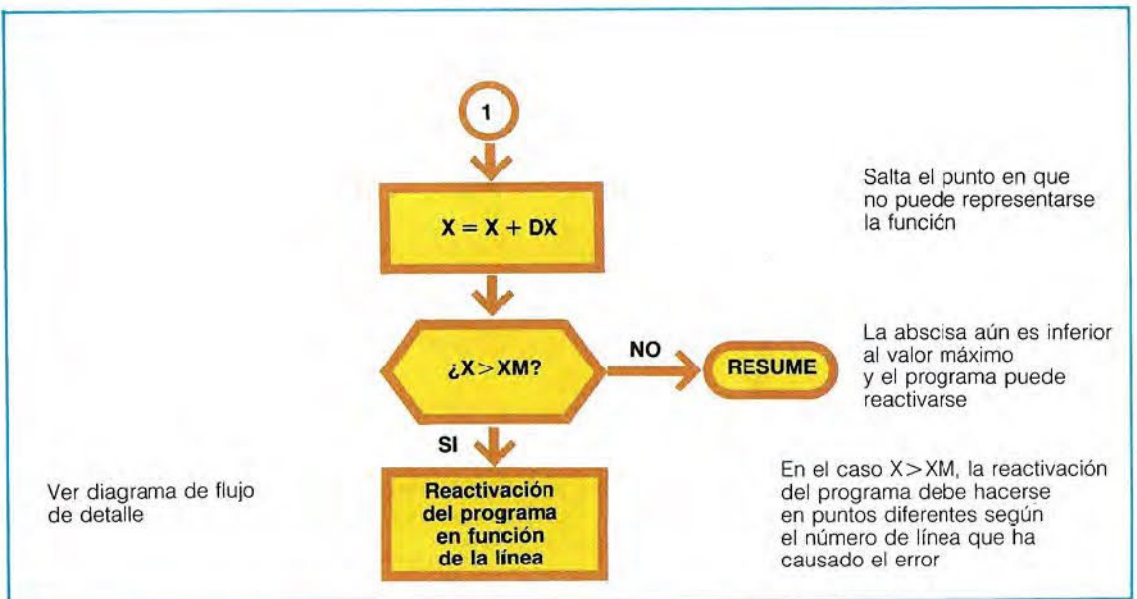 1
X = X + DX
Salta el punto en que
no puede representarse
la función
¿X>XM?
NO
RESUME
La abscisa aún es inferior
al valor máximo
y el programa puede
reactivarse
SI
Reactivación
del programa
en función
de la línea
Ver diagrama de flujo
de detalle
En el caso X>XM, la reactivación
del programa debe hacerse
en puntos diferentes según
el número de línea que ha
causado el error